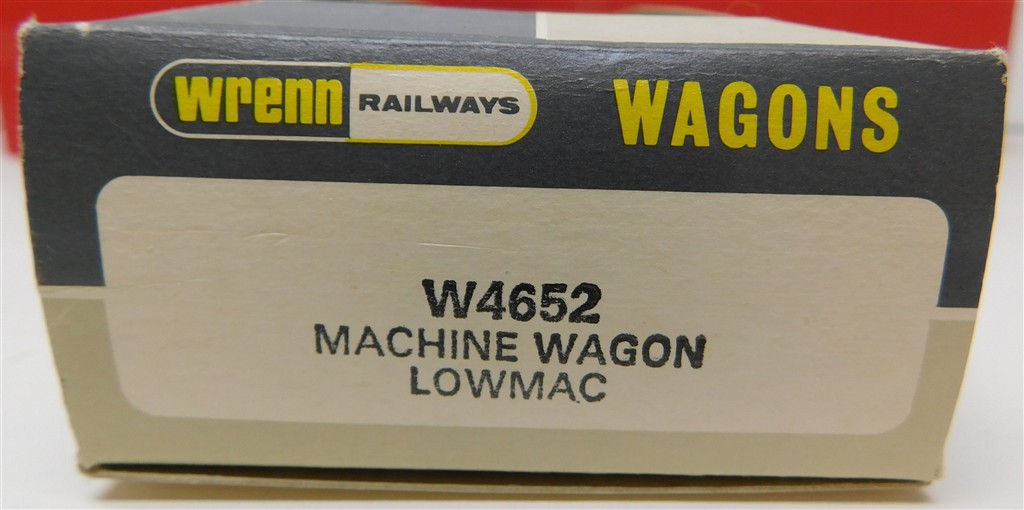 wrenn RAILWAYS WAGONS
W4652
MACHINE WAGON
LOWMAC